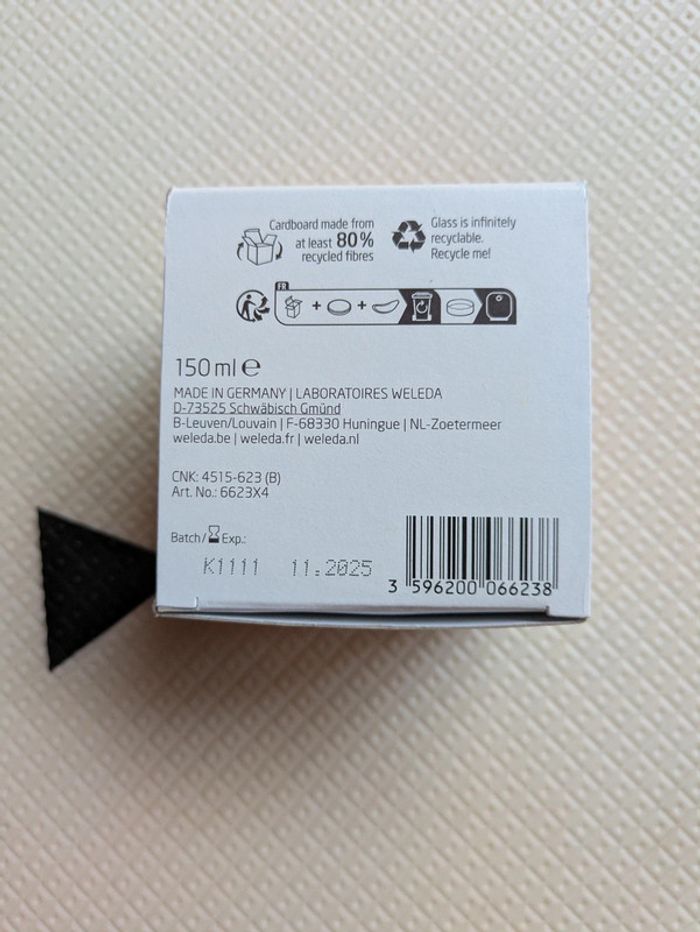 Cardboard made from
at least 80%
recycled fibres
Glass is infinitely
recyclable.
Recycle me!
FR
+ +
150 ml e
MADE IN GERMANY | LABORATOIRES WELEDA
D-73525 Schwäbisch Gmünd
B-Leuven/Louvain | F-68330 Huningue | NL-Zoetermeer
weleda.be | weleda.fr | weleda.nl
CNK: 4515-623 (B)
Art. No.: 6623X4
Batch/ Exp.:
K1111 11.2025
3 596200 066238